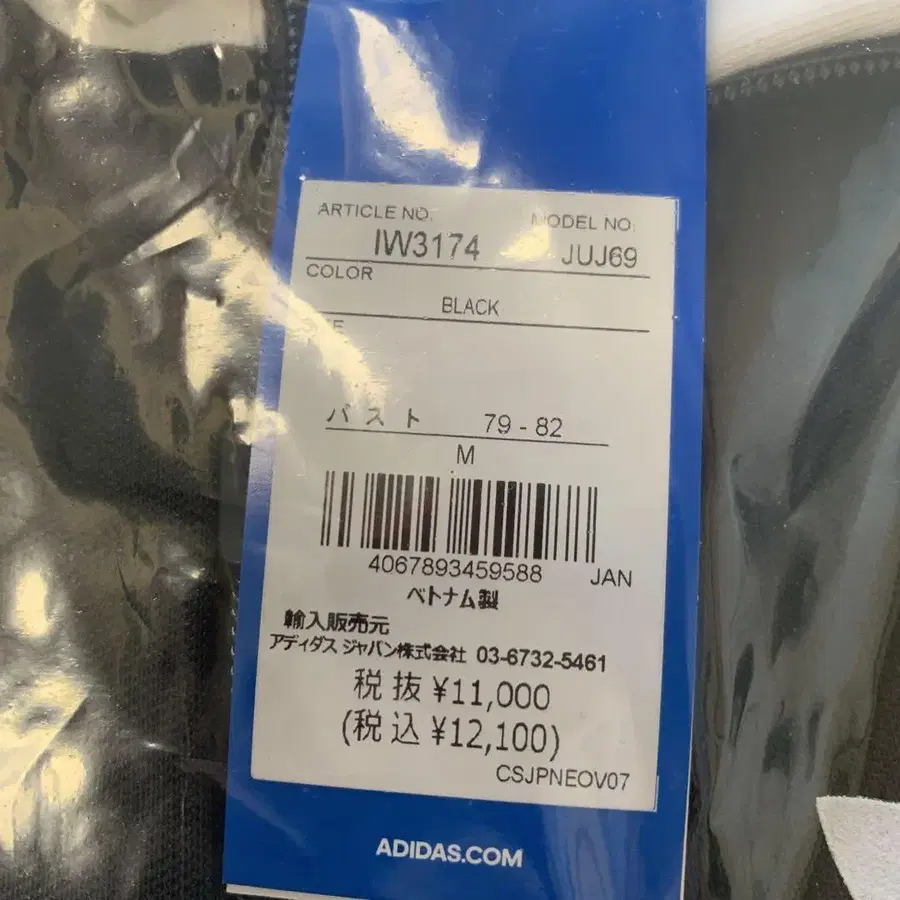 ARTICLE NO. MODEL NO.
IW3174 JUJ69
COLOR
BLACK
バスト 79 - 82
M
4067893459588 JAN
ベトナム製
輸入販売元
アディダス ジャパン株式会社 03-6732-5461
税 抜 ¥11,000
(税 込 ¥12,100)
CSJPNEOV07
ADIDAS.COM